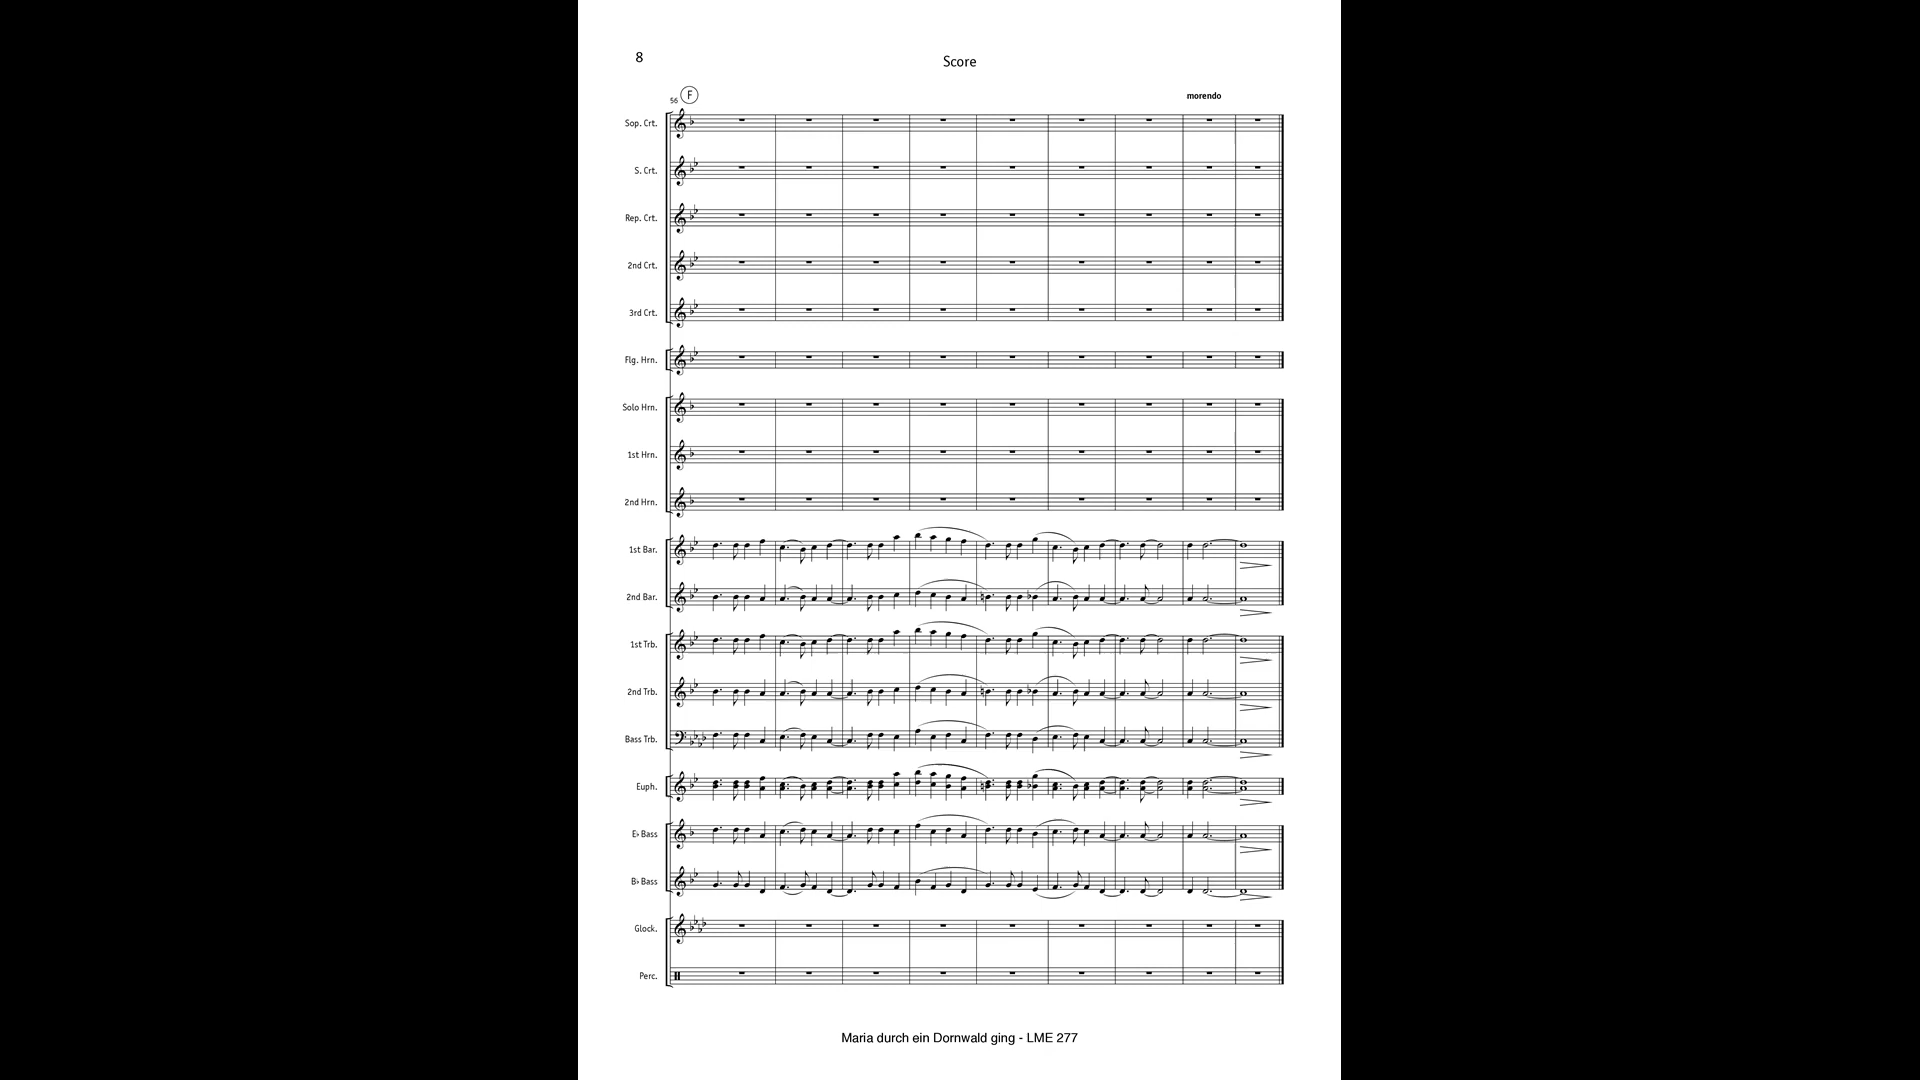 8
Score
56 F morendo
Sop. Crt.
S. Crt.
Rep. Crt.
2nd Crt.
3rd Crt.
Flg. Hrn.
Solo Hrn.
1st Hrn.
2nd Hrn.
1st Bar.
2nd Bar.
1st Trb.
2nd Trb.
Bass Trb.
Euph.
E♭ Bass
B♭ Bass
Glock.
Perc.
Maria durch ein Dornwald ging - LME 277